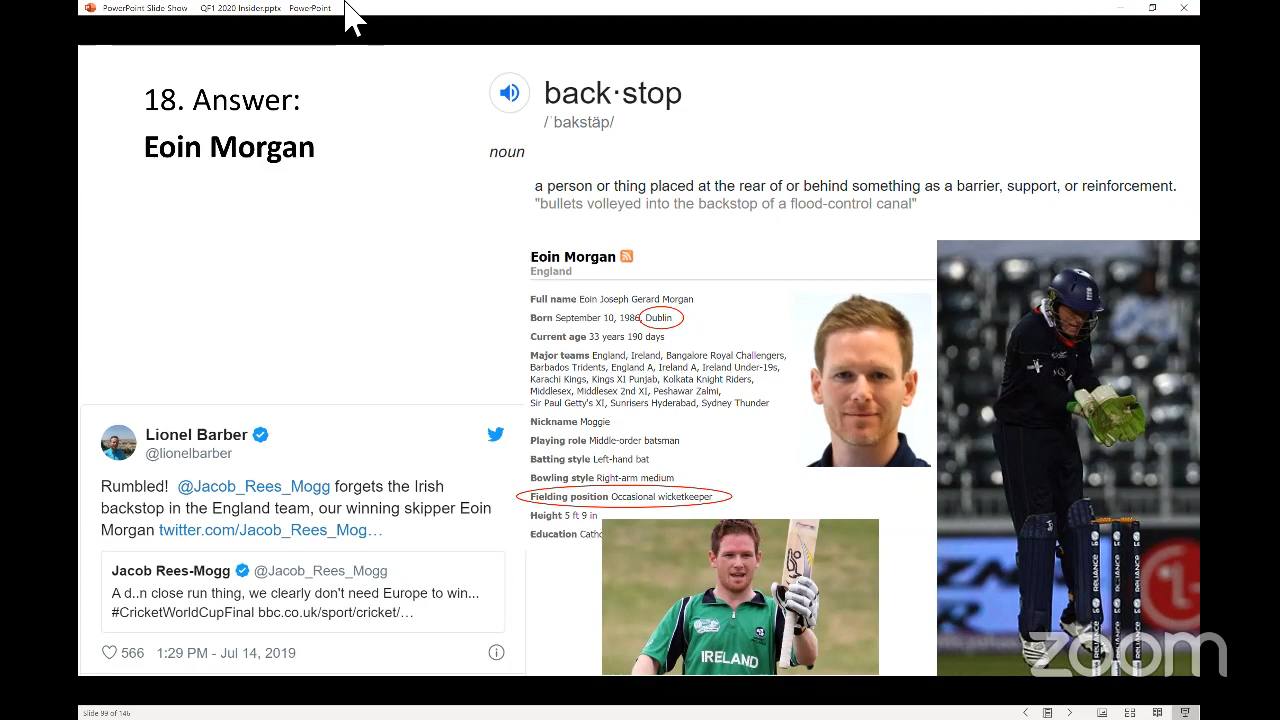 PowerPoint Slide Show   QF1 2020 Insider.pptx   PowerPoint
18. Answer:
Eoin Morgan
back·stop
/ˈbakstäp/
noun
a person or thing placed at the rear of or behind something as a barrier, support, or reinforcement.
"bullets volleyed into the backstop of a flood-control canal"
Eoin Morgan
England
Full name Eoin Joseph Gerard Morgan
Born September 10, 1986, Dublin
Current age 33 years 190 days
Major teams England, Ireland, Bangalore Royal Challengers,
Barbados Tridents, England A, Ireland A, Ireland Under-19s,
Karachi Kings, Kings XI Punjab, Kolkata Knight Riders,
Middlesex, Middlesex 2nd XI, Peshawar Zalmi,
Sir Paul Getty's XI, Sunrisers Hyderabad, Sydney Thunder
Nickname Moggie
Playing role Middle-order batsman
Batting style Left-hand bat
Bowling style Right-arm medium
Fielding position Occasional wicketkeeper
Height 5 ft 9 in
Education Catho
Lionel Barber
@lionelbarber
Rumbled! @Jacob_Rees_Mogg forgets the Irish
backstop in the England team, our winning skipper Eoin
Morgan twitter.com/Jacob_Rees_Mog…
Jacob Rees-Mogg @Jacob_Rees_Mogg
A d..n close run thing, we clearly don't need Europe to win...
#CricketWorldCupFinal bbc.co.uk/sport/cricket/…
566 1:29 PM - Jul 14, 2019
IRELAND
RELIANCE
RELIANCE
RELIANCE
LG
zoom
Slide 99 of 146